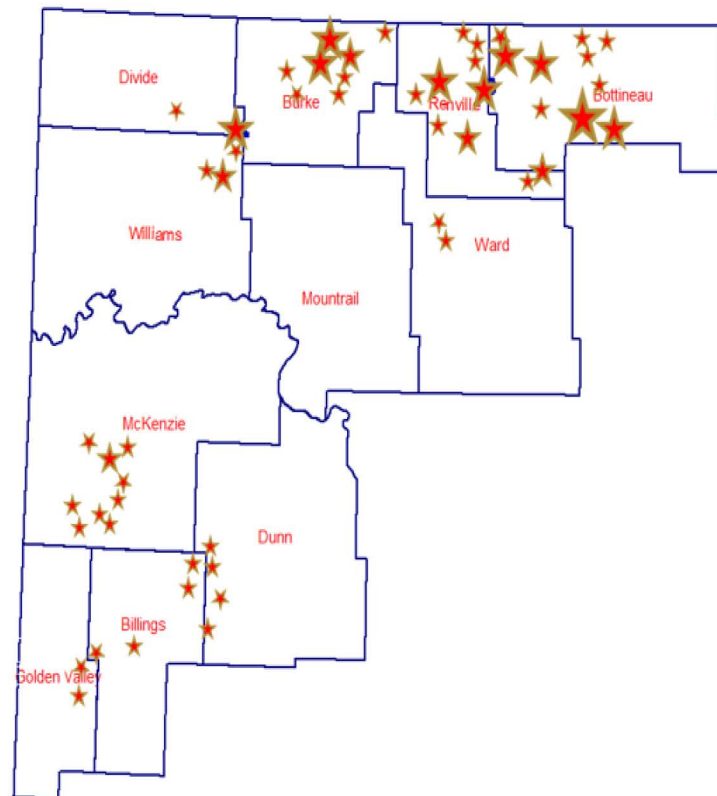 Divide
Burke
Renville
Bottineau
Williams
Ward
Mountrail
McKenzie
Dunn
Billings
Golden Valley